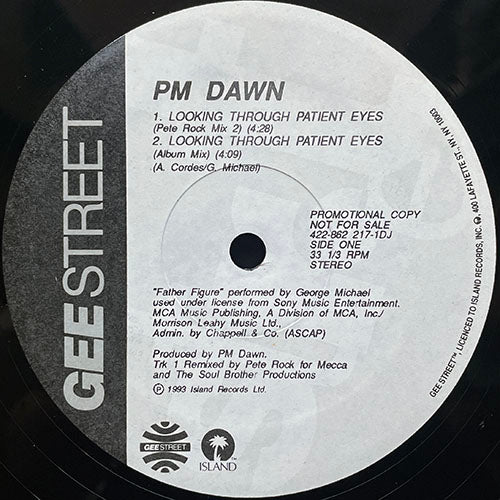 GEE STREET
PM DAWN
1. LOOKING THROUGH PATIENT EYES
(Pete Rock Mix 2) (4:28)
2. LOOKING THROUGH PATIENT EYES
(Album Mix) (4:09)
(A. Cordes/G. Michael)
PROMOTIONAL COPY
NOT FOR SALE
422-862 217-1DJ
SIDE ONE
33 1/3 RPM
STEREO
"Father Figure" performed by George Michael
used under license from Sony Music Entertainment.
MCA Music Publishing, A Division of MCA, Inc./
Morrison Leahy Music Ltd.,
Admin. by Chappell & Co. (ASCAP)
Produced by PM Dawn.
Trk 1 Remixed by Pete Rock for Mecca
and The Soul Brother Productions
℗ 1993 Island Records Ltd.
GEE STREET
ISLAND™
GEE STREET™ LICENCED TO ISLAND RECORDS, INC. 400 LAFAYETTE ST., NY, NY 10003